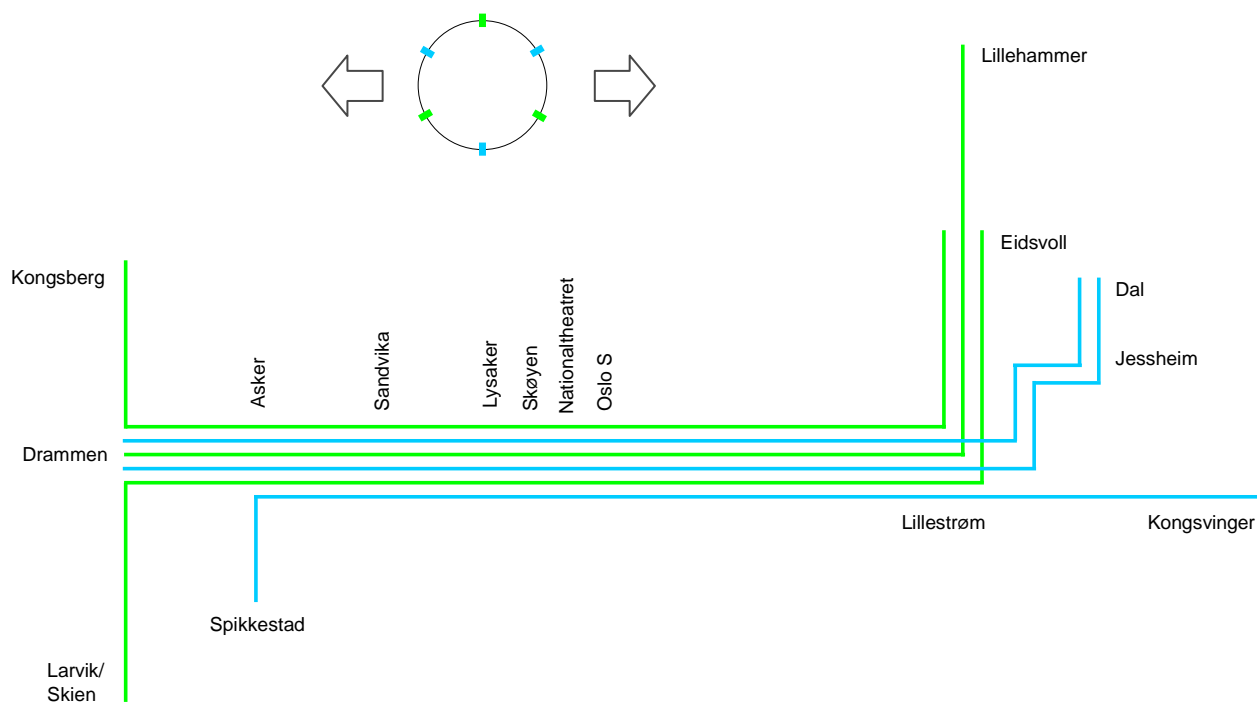 Lillehammer
Eidsvoll
Kongsberg
Dal
Jessheim
Asker
Sandvika
Lysaker
Skøyen
Nationaltheatret
Oslo S
Drammen
Lillestrøm
Kongsvinger
Spikkestad
Larvik/
Skien